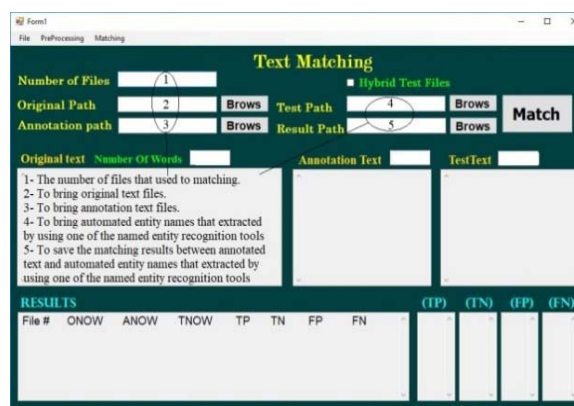 Form1
File PreProcessing Matching
Text Matching
Number of Files 1
Hybrid Test Files
Original Path 2 Brows Test Path 4 Brows Match
Annotation path 3 Brows Result Path 5 Brows
Original text Number Of Words Annotation Text TestText
1- The number of files that used to matching.
2- To bring original text files.
3- To bring annotation text files.
4- To bring automated entity names that extracted
by using one of the named entity recognition tools
5- To save the matching results between annotated
text and automated entity names that extracted by
using one of the named entity recognition tools
RESULTS (TP) (TN) (FP) (FN)
File # ONOW ANOW TNOW TP TN FP FN